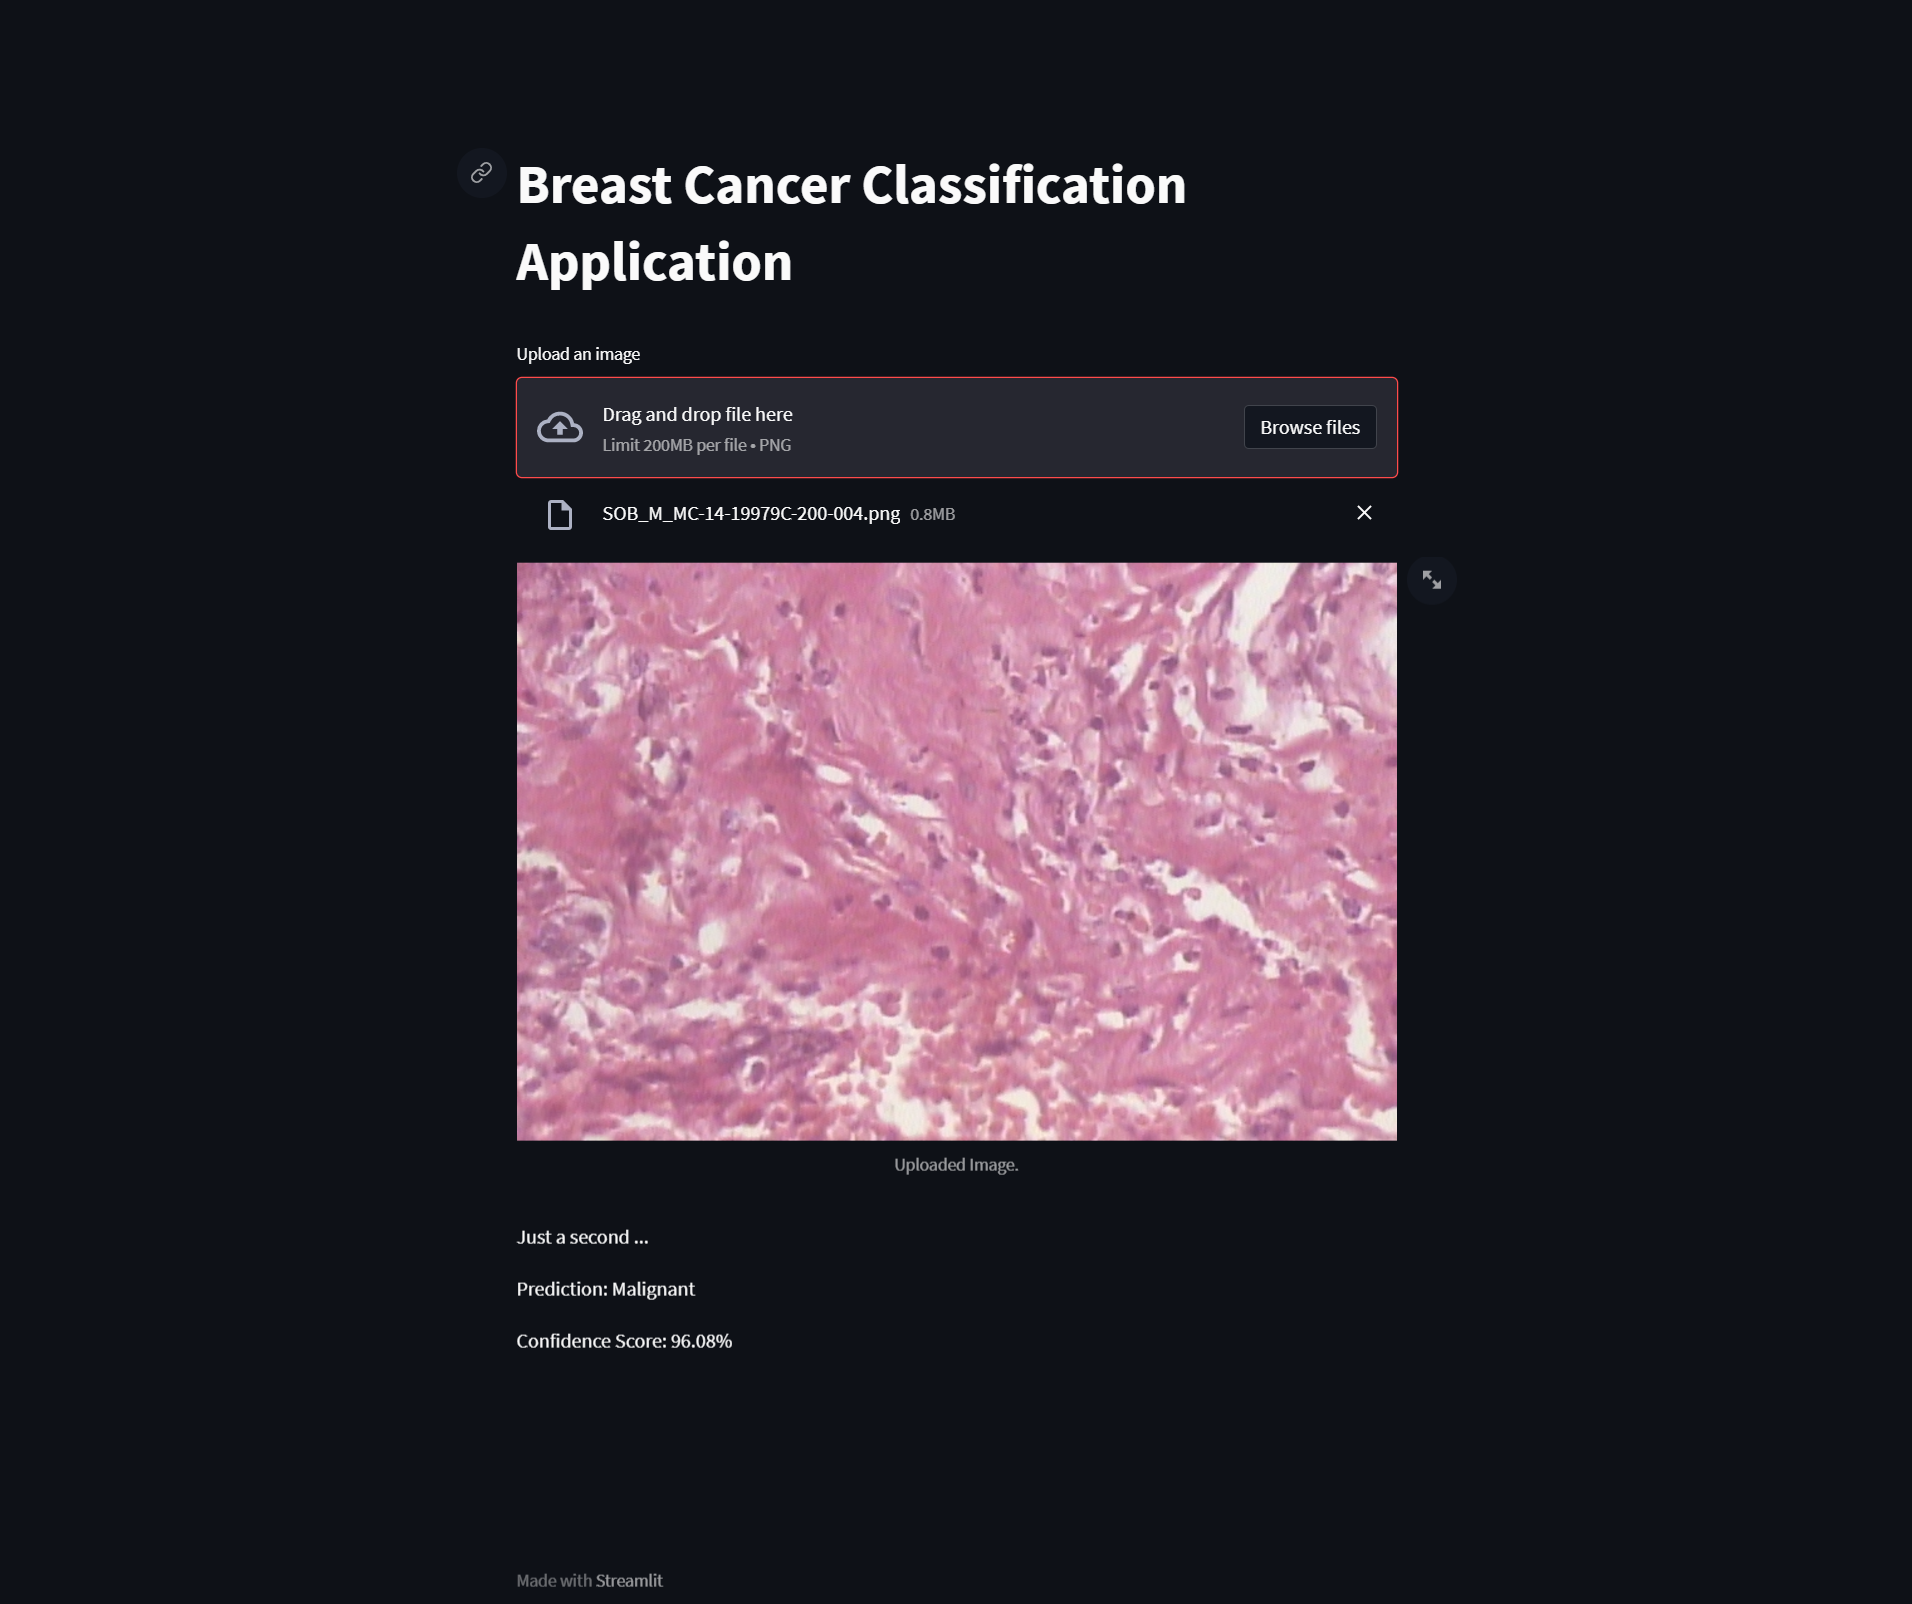 Breast Cancer Classification
Application
Upload an image
Drag and drop file here
Limit 200MB per file • PNG
Browse files
SOB_M_MC-14-19979C-200-004.png 0.8MB
Uploaded Image.
Just a second ...
Prediction: Malignant
Confidence Score: 96.08%
Made with Streamlit